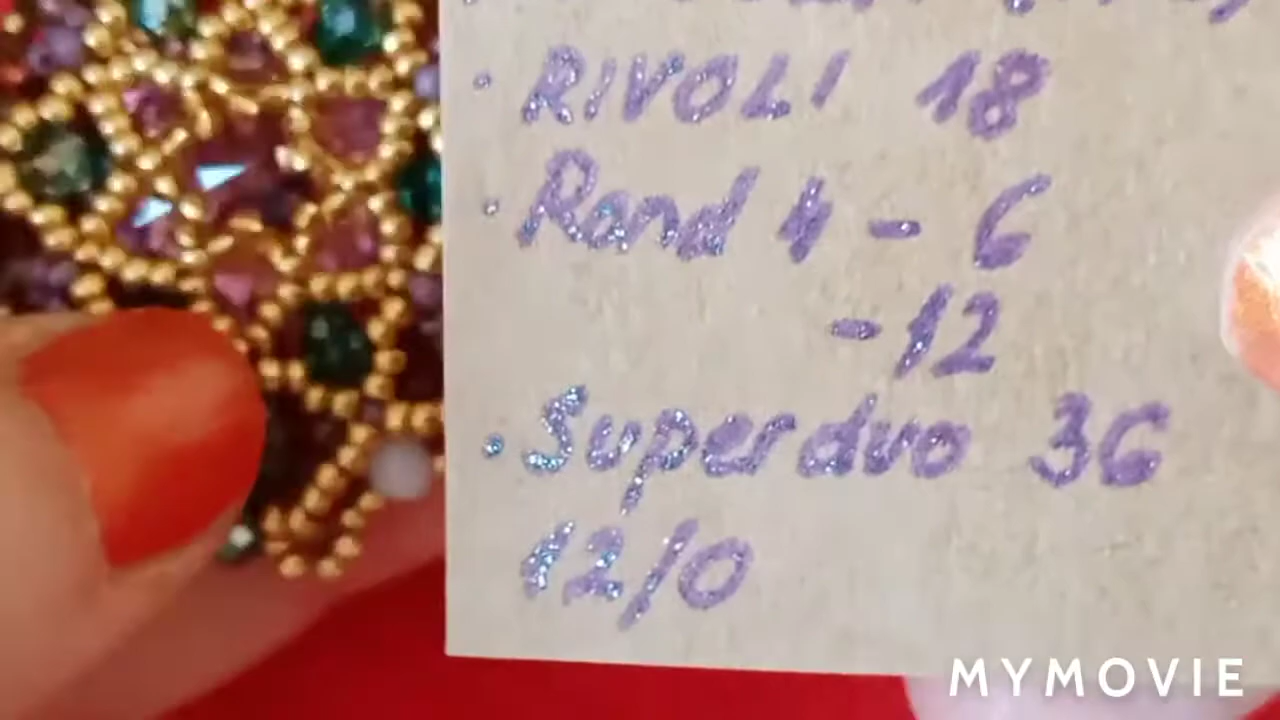 • RIVOLI 18
• Rond 4 - 6
- 12
• Superduo 36
12/0
MYMOVIE